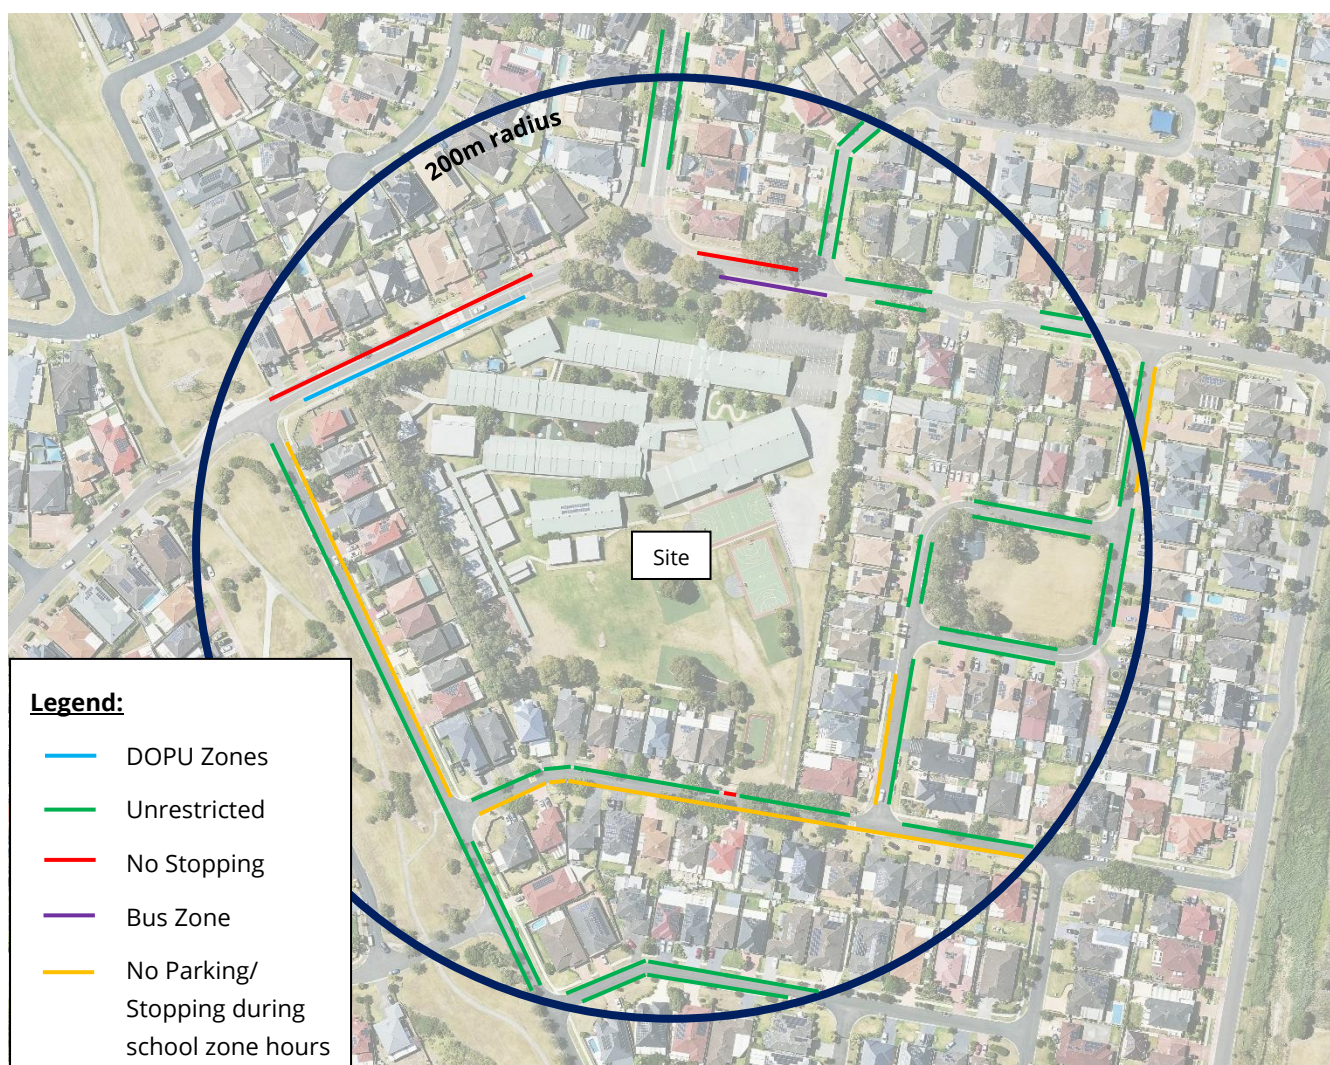 200m radius
Site
Legend:
DOPU Zones
Unrestricted
No Stopping
Bus Zone
No Parking/
Stopping during
school zone hours